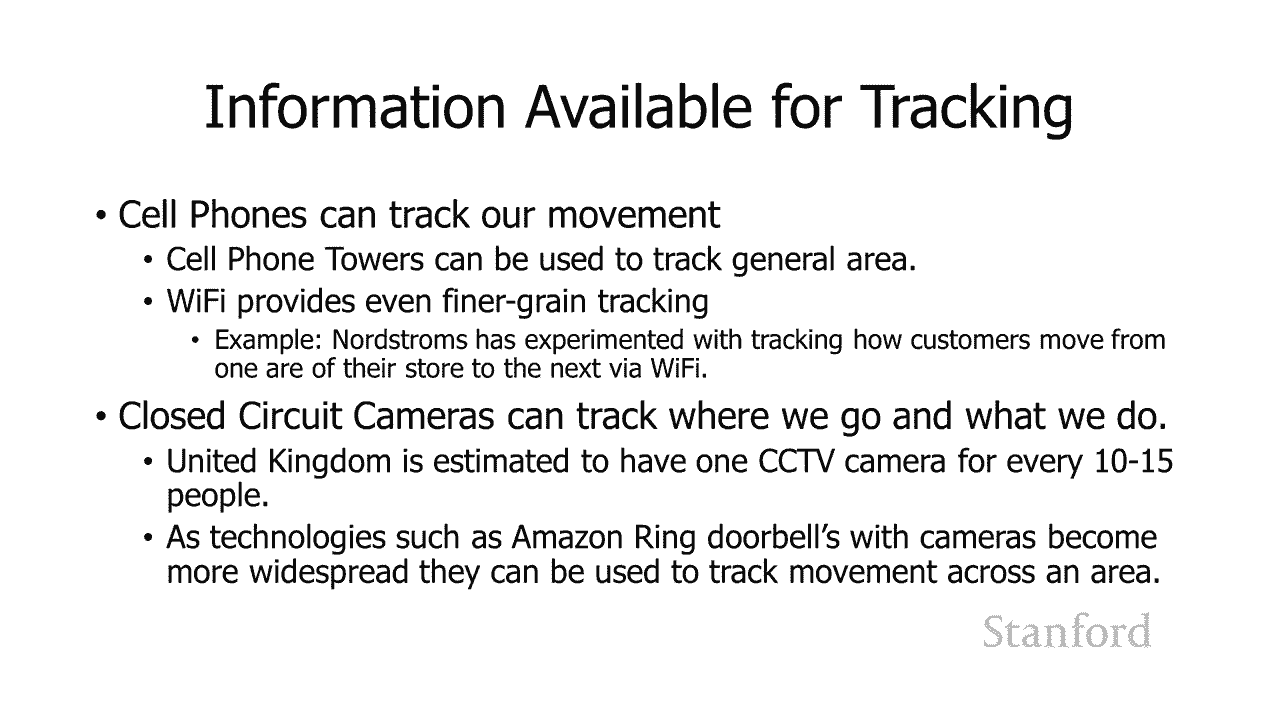 Information Available for Tracking
• Cell Phones can track our movement
• Cell Phone Towers can be used to track general area.
• WiFi provides even finer-grain tracking
• Example: Nordstroms has experimented with tracking how customers move from
one are of their store to the next via WiFi.
• Closed Circuit Cameras can track where we go and what we do.
• United Kingdom is estimated to have one CCTV camera for every 10-15
people.
• As technologies such as Amazon Ring doorbell’s with cameras become
more widespread they can be used to track movement across an area.
Stanford